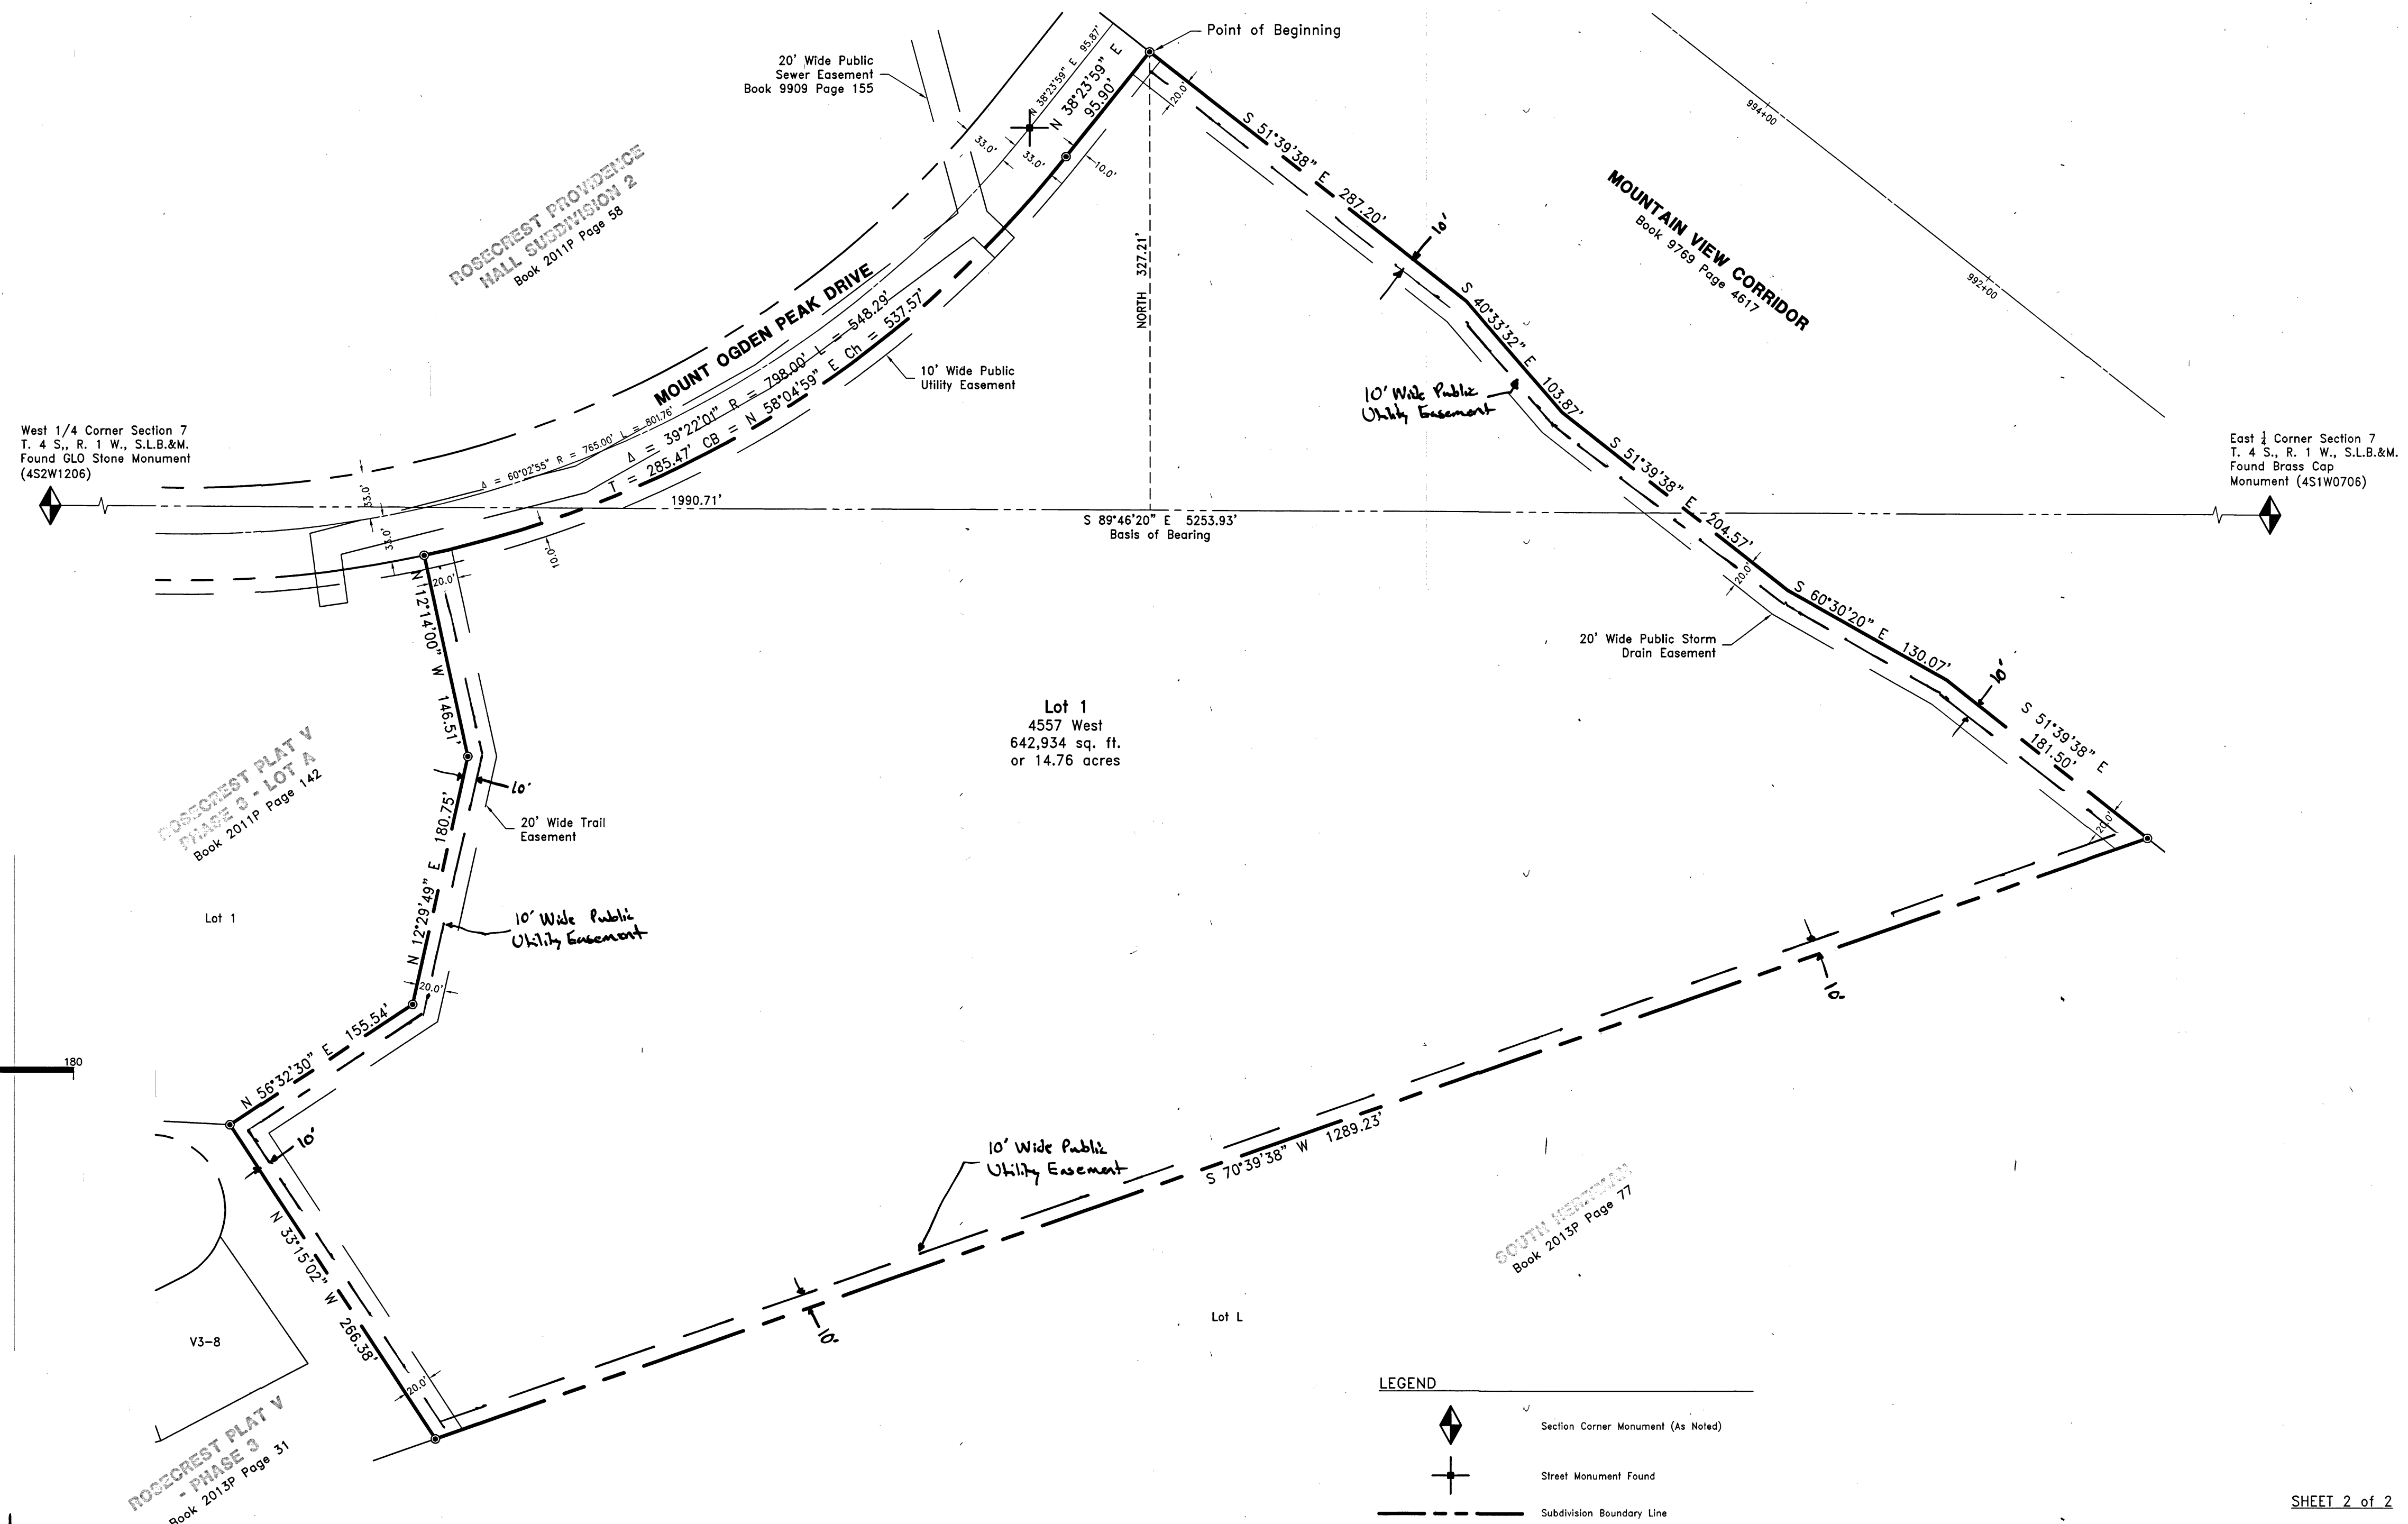 Point of Beginning
20' Wide Public
Sewer Easement
Book 9909 Page 155
N 38°23'59" E 95.87'
N 38°23'59" E
95.90'
20.0'
33.0'
33.0'
10.0'
S 51°39'38" E 287.20'
10'
994+00
992+00
MOUNTAIN VIEW CORRIDOR
Book 9769 Page 4617
ROSECREST PROVIDENCE
HALL SUBDIVISION 2
Book 2011P Page 58
NORTH 327.21'
MOUNT OGDEN PEAK DRIVE
Δ = 60°02'55" R = 765.00' L = 801.76'
Δ = 39°22'01" R = 798.00' L = 548.29'
T = 285.47' CB = N 58°04'59" E Ch = 537.57'
10' Wide Public
Utility Easement
S 40°33'32" E 103.87'
10' Wide Public
Utility Easement
West 1/4 Corner Section 7
T. 4 S., R. 1 W., S.L.B.&M.
Found GLO Stone Monument
(4S2W1206)
East 1/4 Corner Section 7
T. 4 S., R. 1 W., S.L.B.&M.
Found Brass Cap
Monument (4S1W0706)
33.0'
33.0'
1990.71'
S 89°46'20" E 5253.93'
Basis of Bearing
10.0'
20.0'
S 51°39'38" E 204.57'
20.0'
S 60°30'20" E 130.07'
20' Wide Public Storm
Drain Easement
10'
S 51°39'38" E
181.50'
20.0'
N 12°14'00" W 146.51'
Lot 1
4557 West
642,934 sq. ft.
or 14.76 acres
ROSECREST PLAT V
PHASE 3 - LOT A
Book 2011P Page 142
10'
20' Wide Trail
Easement
N 12°29'49" E 180.75'
Lot 1
10' Wide Public
Utility Easement
20.0'
10'
180
N 56°32'30" E 155.54'
10'
10' Wide Public
Utility Easement
S 70°39'38" W 1289.23'
SOUTH HERRIMAN
Book 2013P Page 77
N 33°15'02" W 266.38'
10'
Lot L
V3-8
20.0'
ROSECREST PLAT V
- PHASE 3
Book 2013P Page 31
LEGEND
Section Corner Monument (As Noted)
Street Monument Found
Subdivision Boundary Line
SHEET 2 of 2